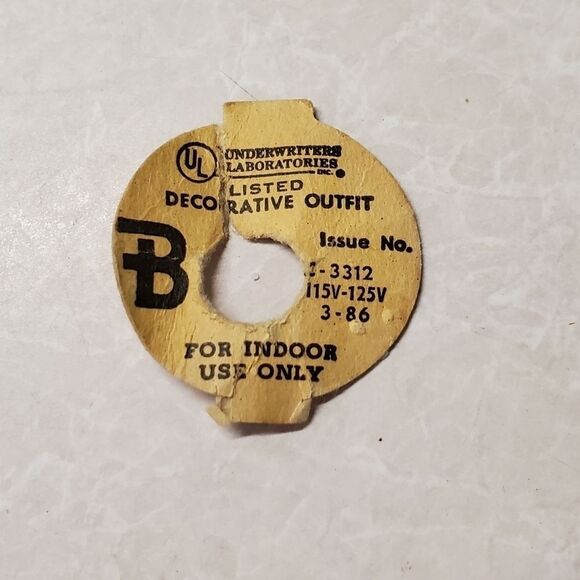 UL
UNDERWRITERS
LABORATORIES
INC. ®
LISTED
DECORATIVE OUTFIT
B
Issue No.
-3312
115V-125V
3-86
FOR INDOOR
USE ONLY